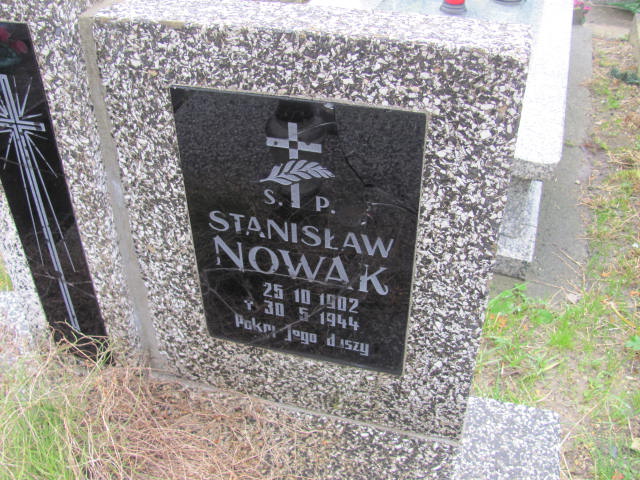 S. P.
STANISŁAW
NOWAK
25 10 1902
† 30 5 1944
Pokój Jego duszy